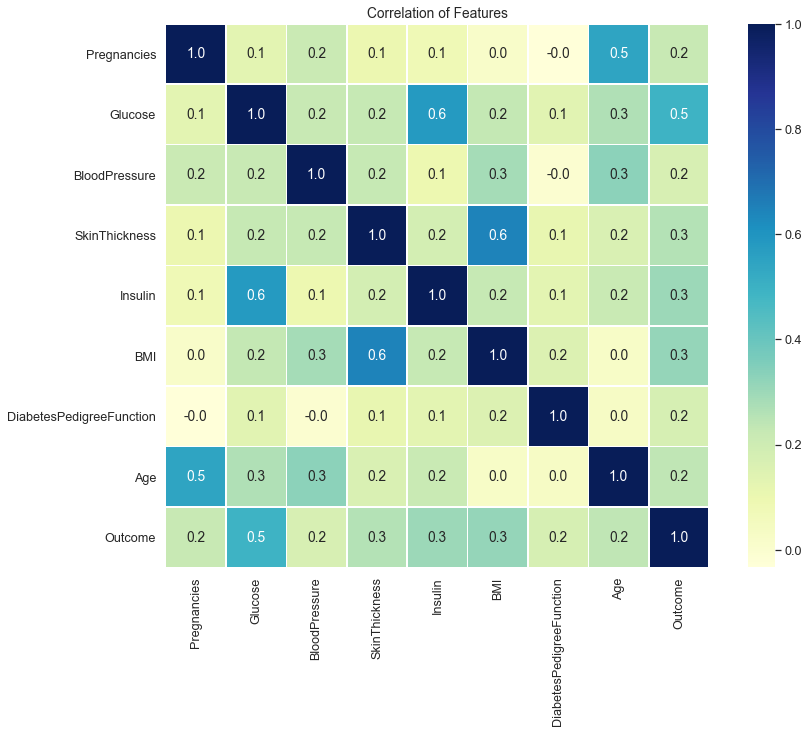 Correlation of Features
Pregnancies 1.0 0.1 0.2 0.1 0.1 0.0 -0.0 0.5 0.2
Glucose 0.1 1.0 0.2 0.2 0.6 0.2 0.1 0.3 0.5
BloodPressure 0.2 0.2 1.0 0.2 0.1 0.3 -0.0 0.3 0.2
SkinThickness 0.1 0.2 0.2 1.0 0.2 0.6 0.1 0.2 0.3
Insulin 0.1 0.6 0.1 0.2 1.0 0.2 0.1 0.2 0.3
BMI 0.0 0.2 0.3 0.6 0.2 1.0 0.2 0.0 0.3
DiabetesPedigreeFunction -0.0 0.1 -0.0 0.1 0.1 0.2 1.0 0.0 0.2
Age 0.5 0.3 0.3 0.2 0.2 0.0 0.0 1.0 0.2
Outcome 0.2 0.5 0.2 0.3 0.3 0.3 0.2 0.2 1.0
Pregnancies
Glucose
BloodPressure
SkinThickness
Insulin
BMI
DiabetesPedigreeFunction
Age
Outcome
1.0
0.8
0.6
0.4
0.2
0.0